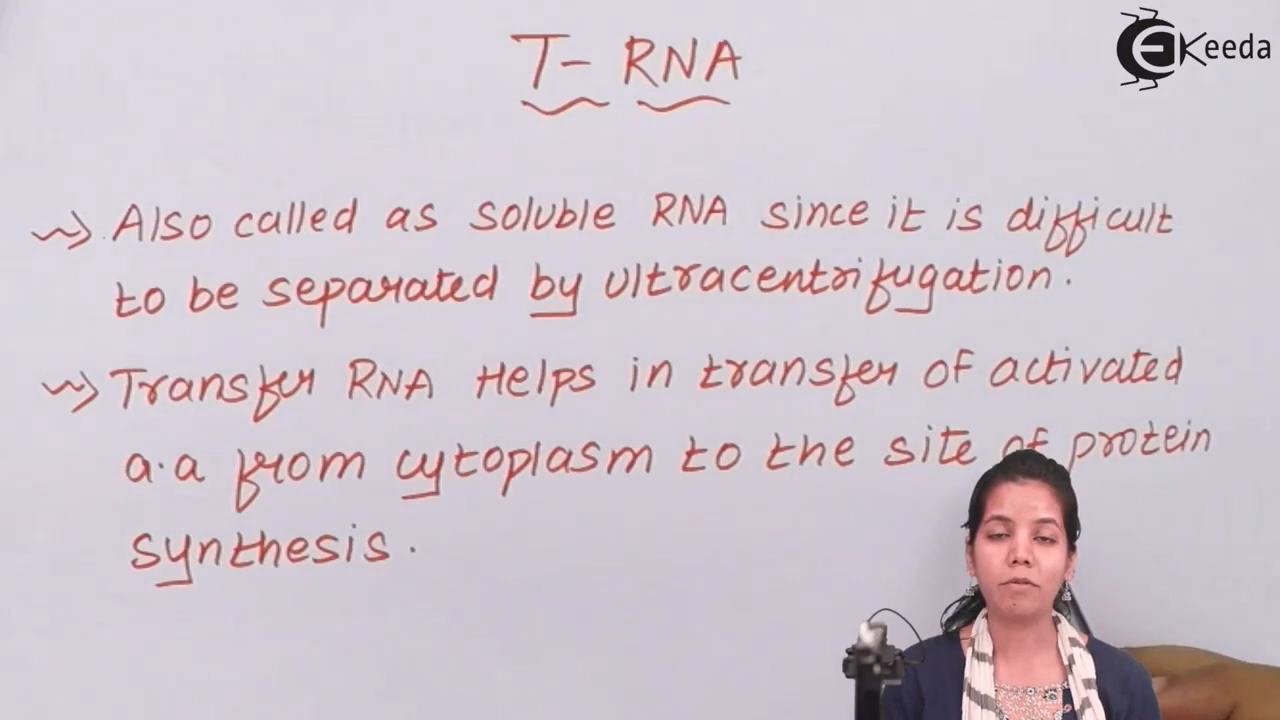 T- RNA
Ekeeda
Also called as soluble RNA since it is difficult
to be separated by ultracentrifugation.
Transfer RNA Helps in transfer of activated
a.a from cytoplasm to the site of protein
synthesis.